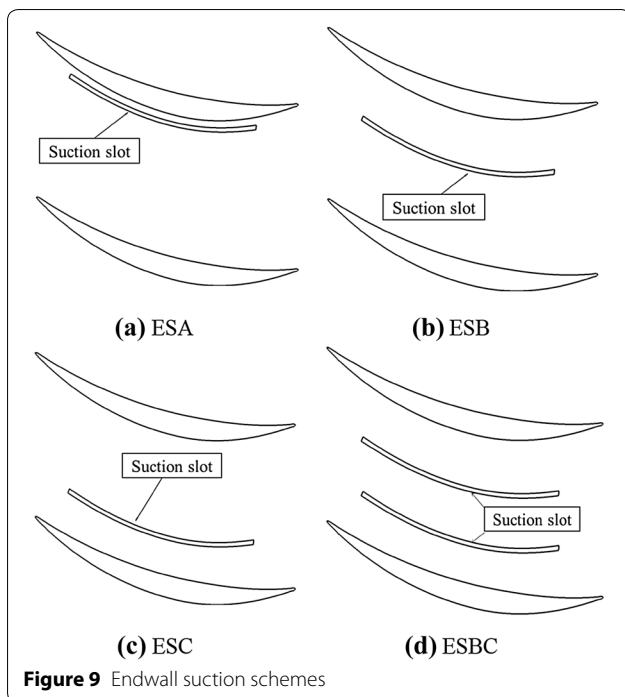 Suction slot
Suction slot
(a) ESA
(b) ESB
Suction slot
Suction slot
(c) ESC
(d) ESBC
Figure 9 Endwall suction schemes